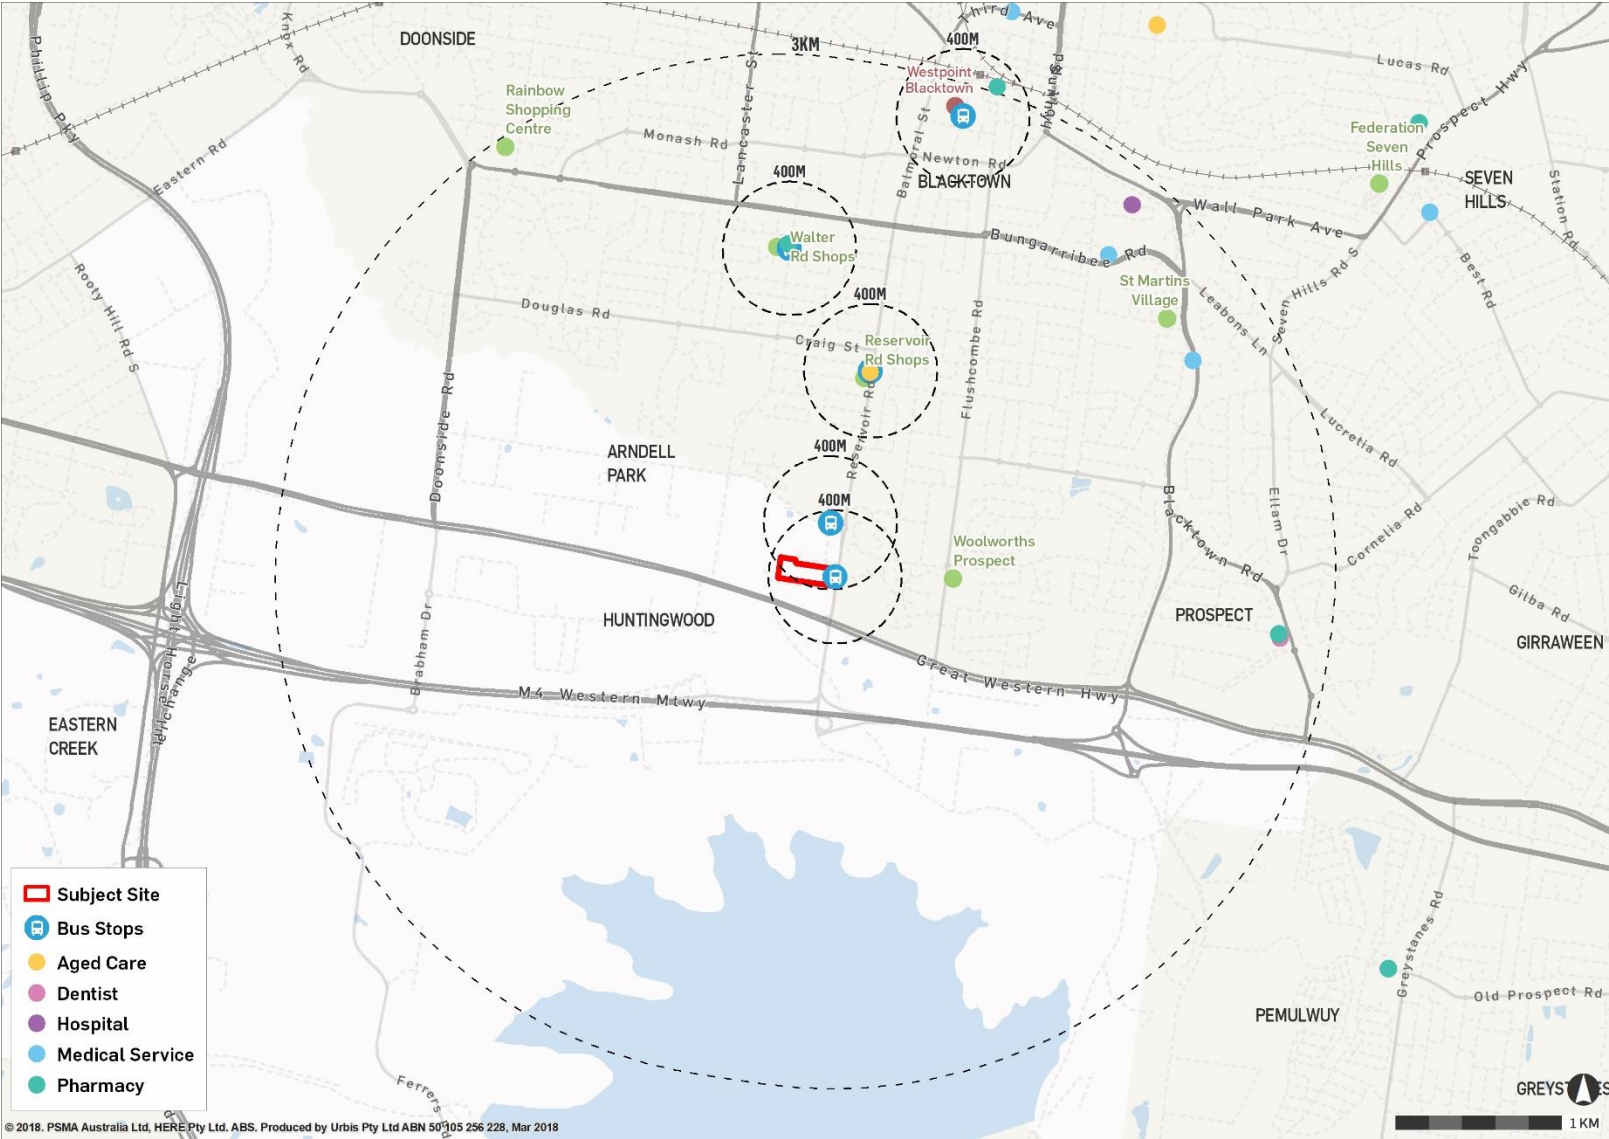 Third Ave
Knox Rd
DOONSIDE
3KM
400M
Lucas Rd
Phillip Pky
Lancaster St
Westpoint
Blacktown
Prospect Hwy
Rainbow
Shopping
Centre
Monash Rd
Balmoral St
Newton Rd
BLACKTOWN
Federation
Seven
Hills
SEVEN
HILLS
Station Rd
Eastern Rd
400M
Wall Park Ave
Walter
Rd Shops
Bungarribee Rd
Best Rd
Rooty Hill Rd S
St Martins
Village
Seven Hills Rd S
Leabons Ln
400M
Douglas Rd
Craig St
Reservoir
Rd Shops
Flushcombe Rd
Doonside Rd
Reservoir Rd
Lucretia Rd
ARNDELL
PARK
400M
400M
Blacktown Rd
Ellam Dr
Cornelia Rd
Toongabbie Rd
Woolworths
Prospect
Gilba Rd
PROSPECT
GIRRAWEEN
HUNTINGWOOD
Light Horse Interchange
Brabham Dr
Great Western Hwy
M4 Western Mtwy
EASTERN
CREEK
Greystanes Rd
Old Prospect Rd
PEMULWUY
Ferrers Rd
Subject Site
Bus Stops
Aged Care
Dentist
Hospital
Medical Service
Pharmacy
1 KM
© 2018. PSMA Australia Ltd, HERE Pty Ltd. ABS. Produced by Urbis Pty Ltd ABN 50 105 256 228, Mar 2018